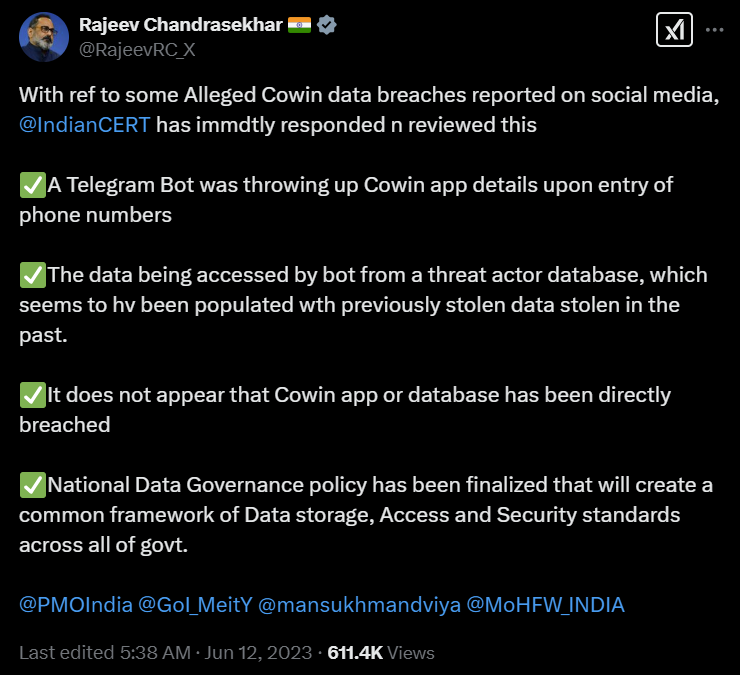 Rajeev Chandrasekhar 🇮🇳
@RajeevRC_X
With ref to some Alleged Cowin data breaches reported on social media,
@IndianCERT has immdtly responded n reviewed this
✅A Telegram Bot was throwing up Cowin app details upon entry of
phone numbers
✅The data being accessed by bot from a threat actor database, which
seems to hv been populated wth previously stolen data stolen in the
past.
✅It does not appear that Cowin app or database has been directly
breached
✅National Data Governance policy has been finalized that will create a
common framework of Data storage, Access and Security standards
across all of govt.
@PMOIndia @GoI_MeitY @mansukhmandviya @MoHFW_INDIA
Last edited 5:38 AM · Jun 12, 2023 · 611.4K Views